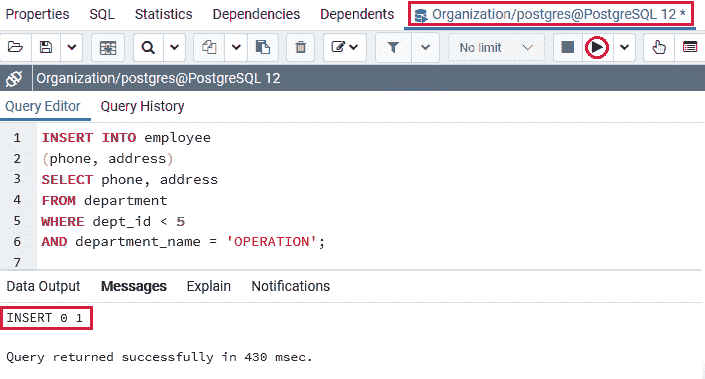 Properties SQL Statistics Dependencies Dependents Organization/postgres@PostgreSQL 12 *
No limit
Organization/postgres@PostgreSQL 12
Query Editor Query History
1 INSERT INTO employee
2 (phone, address)
3 SELECT phone, address
4 FROM department
5 WHERE dept_id < 5
6 AND department_name = 'OPERATION';
7
Data Output Messages Explain Notifications
INSERT 0 1
Query returned successfully in 430 msec.